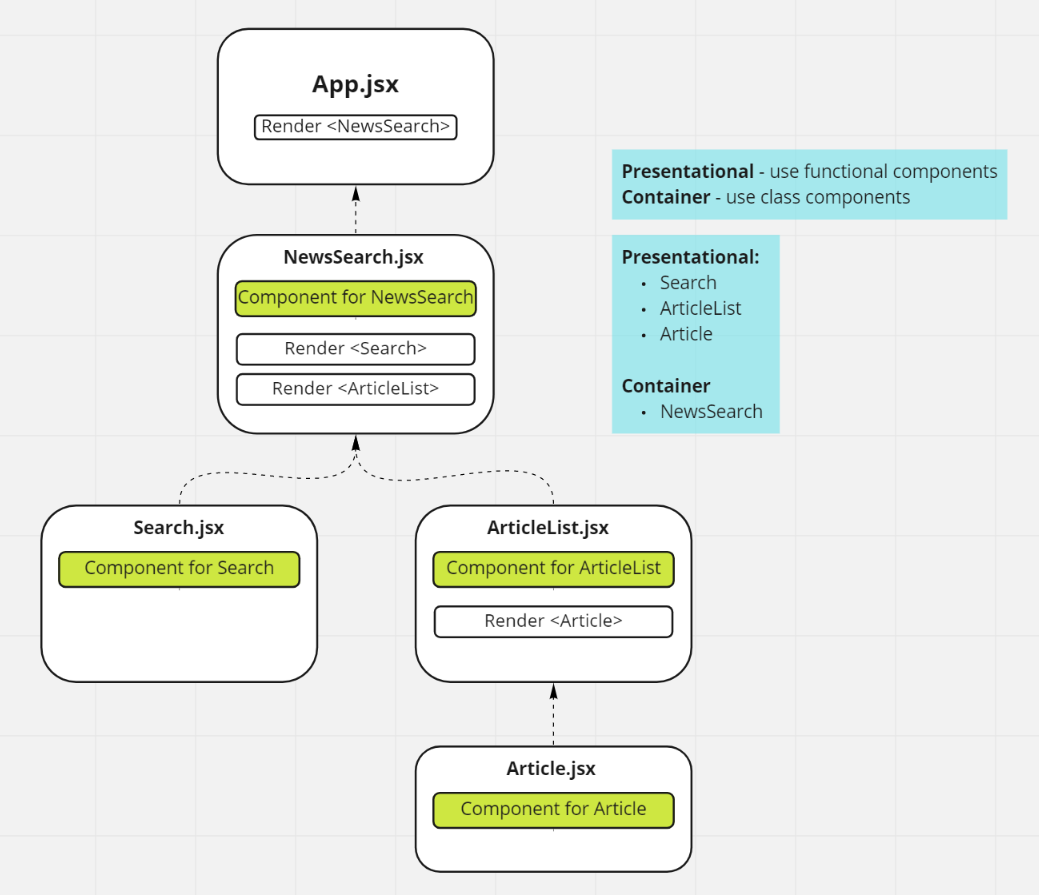 App.jsx
Render <NewsSearch>
Presentational - use functional components
Container - use class components
NewsSearch.jsx
Component for NewsSearch
Render <Search>
Render <ArticleList>
Presentational:
• Search
• ArticleList
• Article
Container
• NewsSearch
Search.jsx
Component for Search
ArticleList.jsx
Component for ArticleList
Render <Article>
Article.jsx
Component for Article